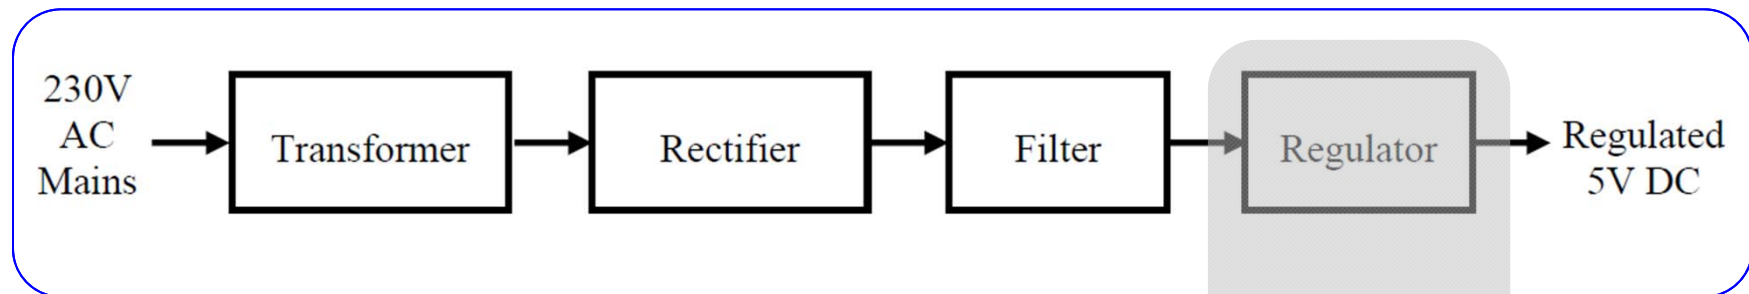 230V
AC
Mains
Transformer
Rectifier
Filter
Regulator
Regulated
5V DC